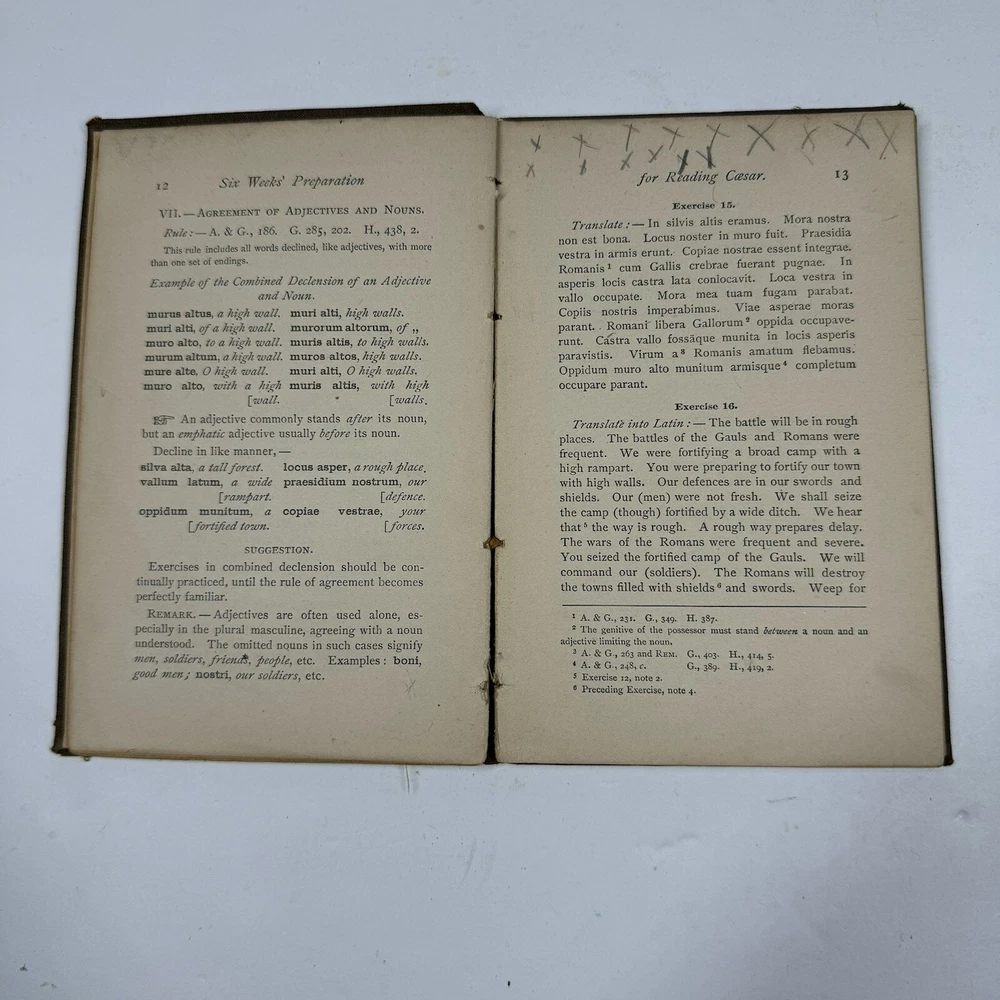 12 Six Weeks' Preparation
VII. — AGREEMENT OF ADJECTIVES AND NOUNS.
Rule: — A. & G., 186. G. 285, 202. H., 438, 2.
This rule includes all words declined, like adjectives, with more
than one set of endings.
Example of the Combined Declension of an Adjective
and Noun.
murus altus, a high wall. muri alti, high walls.
muri alti, of a high wall. murorum altorum, of „
muro alto, to a high wall. muris altis, to high walls.
murum altum, a high wall. muros altos, high walls.
mure alte, O high wall. muri alti, O high walls.
muro alto, with a high muris altis, with high
[wall. [walls.
☞ An adjective commonly stands after its noun,
but an emphatic adjective usually before its noun.
Decline in like manner, —
silva alta, a tall forest. locus asper, a rough place.
vallum latum, a wide praesidium nostrum, our
[rampart. [defence.
oppidum munitum, a copiae vestrae, your
[fortified town. [forces.
SUGGESTION.
Exercises in combined declension should be con-
tinually practiced, until the rule of agreement becomes
perfectly familiar.
REMARK. — Adjectives are often used alone, es-
pecially in the plural masculine, agreeing with a noun
understood. The omitted nouns in such cases signify
men, soldiers, friends, people, etc. Examples : boni,
good men; nostri, our soldiers, etc.
for Reading Cæsar. 13
Exercise 15.
Translate : — In silvis altis eramus. Mora nostra
non est bona. Locus noster in muro fuit. Praesidia
vestra in armis erunt. Copiae nostrae essent integrae.
Romanis¹ cum Gallis crebrae fuerant pugnae. In
asperis locis castra lata conlocavit. Loca vestra in
vallo occupate. Mora mea tuam fugam parabat.
Copiis nostris imperabimus. Viae asperae moras
parant. Romani libera Gallorum² oppida occupave-
runt. Castra vallo fossāque munita in locis asperis
paravistis. Virum a³ Romanis amatum flebamus.
Oppidum muro alto munitum armisque⁴ completum
occupare parant.
Exercise 16.
Translate into Latin : — The battle will be in rough
places. The battles of the Gauls and Romans were
frequent. We were fortifying a broad camp with a
high rampart. You were preparing to fortify our town
with high walls. Our defences are in our swords and
shields. Our (men) were not fresh. We shall seize
the camp (though) fortified by a wide ditch. We hear
that⁵ the way is rough. A rough way prepares delay.
The wars of the Romans were frequent and severe.
You seized the fortified camp of the Gauls. We will
command our (soldiers). The Romans will destroy
the towns filled with shields⁶ and swords. Weep for
¹ A. & G., 231. G., 349. H. 387.
² The genitive of the possessor must stand between a noun and an
adjective limiting the noun.
³ A. & G., 263 and REM. G., 403. H., 414, 5.
⁴ A. & G., 248, c. G., 389. H., 419, 2.
⁵ Exercise 12, note 2.
⁶ Preceding Exercise, note 4.